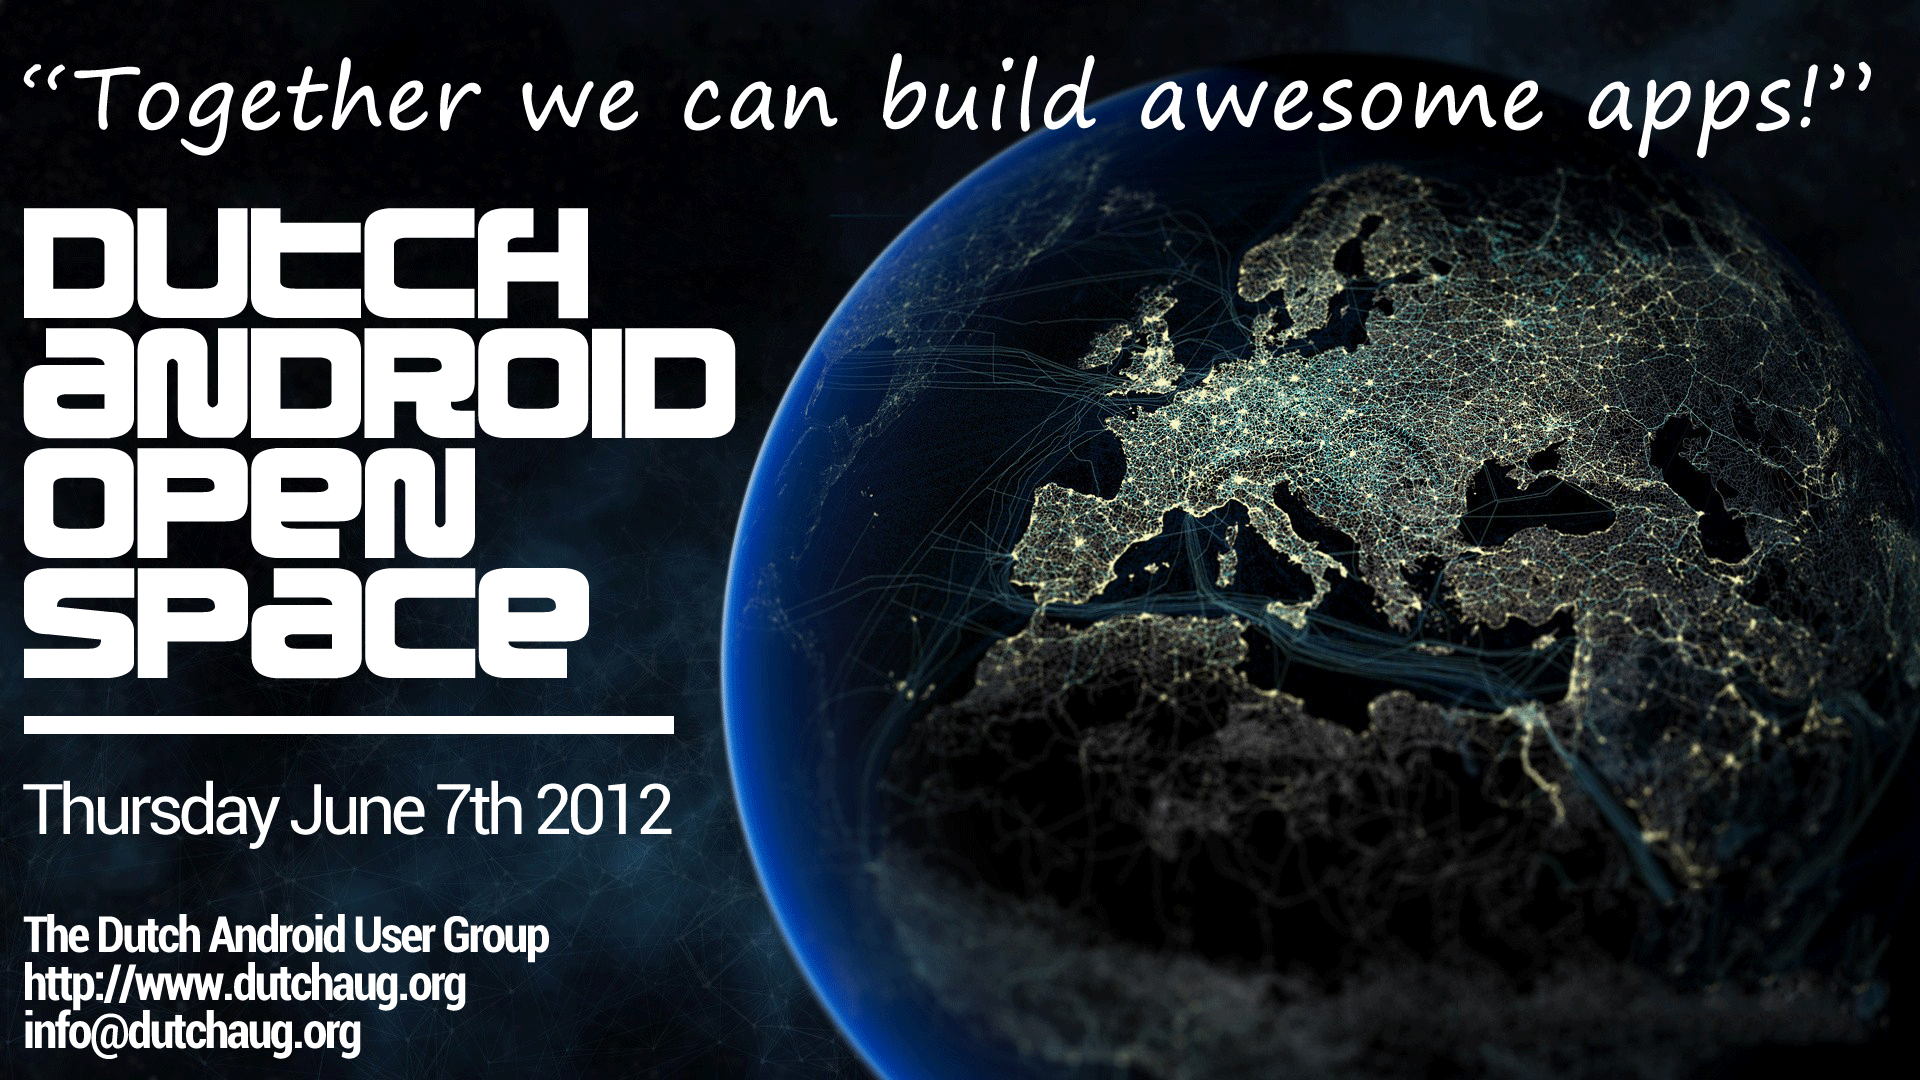 “Together we can build awesome apps!”
DUTCH
ANDROID
OPEN
SPACE
Thursday June 7th 2012
The Dutch Android User Group
http://www.dutchaug.org
info@dutchaug.org